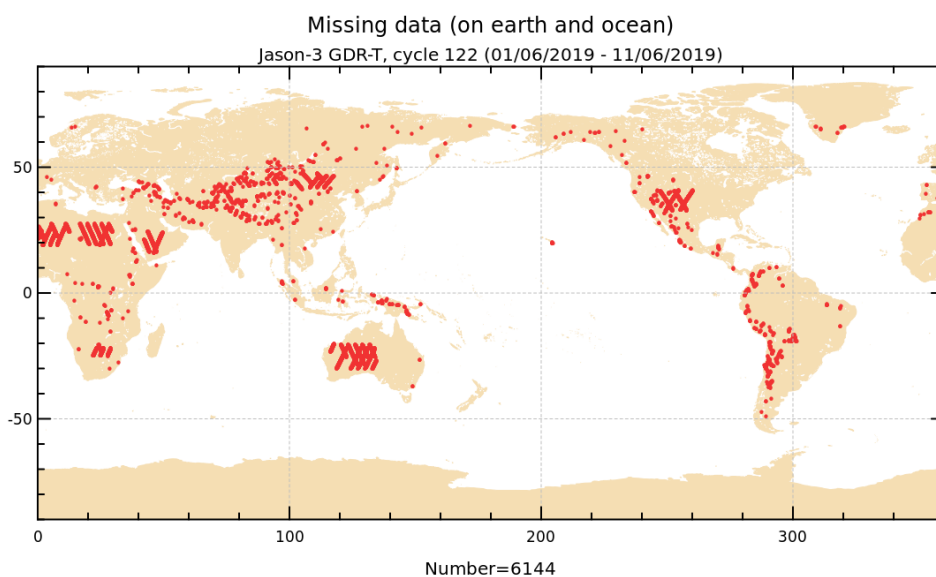 Missing data (on earth and ocean)
Jason-3 GDR-T, cycle 122 (01/06/2019 - 11/06/2019)
50
0
-50
0 100 200 300
Number=6144